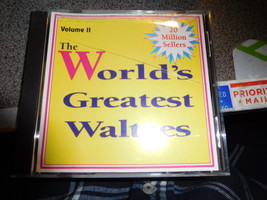 Volume II
20
Million
Sellers
The
World's
Greatest
Waltzes
PRIORIT
MAIL